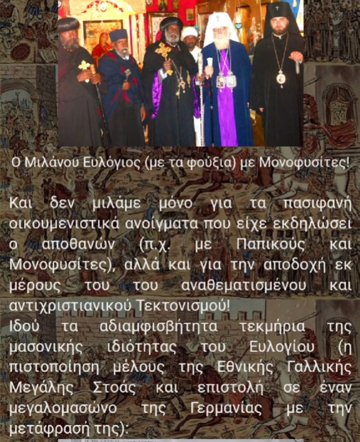 Ο Μιλάνου Ευλόγιος (με τα φούξια) με Μονοφυσίτες!
Και δεν μιλάμε μόνο για τα πασιφανή
οικουμενιστικά ανοίγματα που είχε εκδηλώσει
ο αποθανών (π.χ. με Παπικούς και
Μονοφυσίτες), αλλά και για την αποδοχή εκ
μέρους του του αναθεματισμένου και
αντιχριστιανικού Τεκτονισμού!
Ιδού τα αδιαμφισβήτητα τεκμήρια της
μασονικής ιδιότητας του Ευλογίου (η
πιστοποίηση μέλους της Εθνικής Γαλλικής
Μεγάλης Στοάς και επιστολή σε έναν
μεγαλομασώνο της Γερμανίας με την
μετάφρασή της):